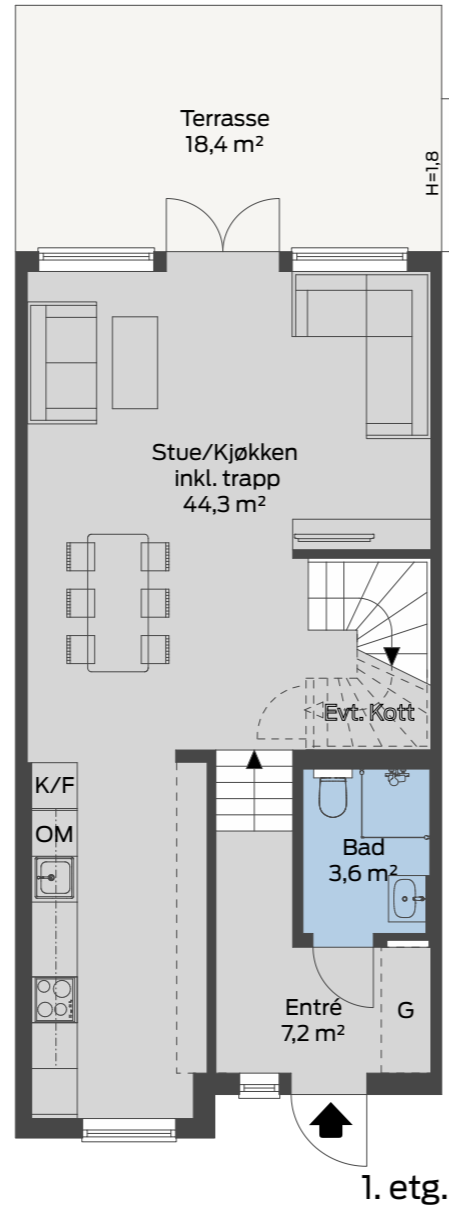 Terrasse
18,4 m²
H=1,8
Stue/Kjøkken
inkl. trapp
44,3 m²
Evt. Kott
K/F
OM
Bad
3,6 m²
Entré
7,2 m²
G
1. etg.